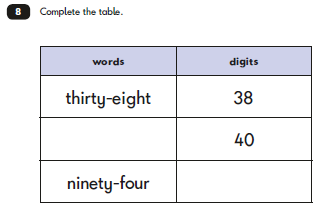 8 Complete the table.
words digits
thirty-eight 38
40
ninety-four